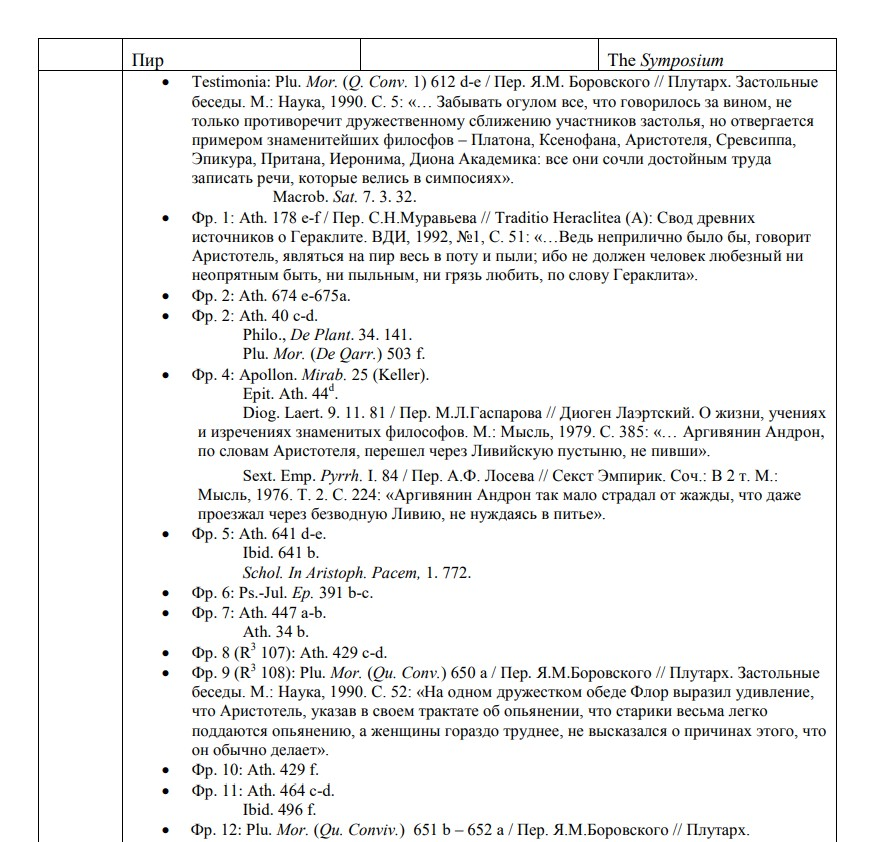 Пир The Symposium
• Testimonia: Plu. Mor. (Q. Conv. 1) 612 d-e / Пер. Я.М. Боровского // Плутарх. Застольные
беседы. М.: Наука, 1990. С. 5: «… Забывать огулом все, что говорилось за вином, не
только противоречит дружественному сближению участников застолья, но отвергается
примером знаменитейших филосфов – Платона, Ксенофана, Аристотеля, Сревсиппа,
Эпикура, Притана, Иеронима, Диона Академика: все они сочли достойным труда
записать речи, которые велись в симпосиях».
Macrob. Sat. 7. 3. 32.
• Фр. 1: Ath. 178 e-f / Пер. С.Н.Муравьева // Traditio Heraclitea (A): Свод древних
источников о Гераклите. ВДИ, 1992, №1, С. 51: «…Ведь неприлично было бы, говорит
Аристотель, являться на пир весь в поту и пыли; ибо не должен человек любезный ни
неопрятным быть, ни пыльным, ни грязь любить, по слову Гераклита».
• Фр. 2: Ath. 674 e-675a.
• Фр. 2: Ath. 40 c-d.
Philo., De Plant. 34. 141.
Plu. Mor. (De Qarr.) 503 f.
• Фр. 4: Apollon. Mirab. 25 (Keller).
Epit. Ath. 44d.
Diog. Laert. 9. 11. 81 / Пер. М.Л.Гаспарова // Диоген Лаэртский. О жизни, учениях
и изречениях знаменитых философов. М.: Мысль, 1979. С. 385: «… Аргивянин Андрон,
по словам Аристотеля, перешел через Ливийскую пустыню, не пивши».
Sext. Emp. Pyrrh. I. 84 / Пер. А.Ф. Лосева // Секст Эмпирик. Соч.: В 2 т. М.:
Мысль, 1976. Т. 2. С. 224: «Аргивянин Андрон так мало страдал от жажды, что даже
проезжал через безводную Ливию, не нуждаясь в питье».
• Фр. 5: Ath. 641 d-e.
Ibid. 641 b.
Schol. In Aristoph. Pacem, 1. 772.
• Фр. 6: Ps.-Jul. Ep. 391 b-c.
• Фр. 7: Ath. 447 a-b.
Ath. 34 b.
• Фр. 8 (R3 107): Ath. 429 c-d.
• Фр. 9 (R3 108): Plu. Mor. (Qu. Conv.) 650 a / Пер. Я.М.Боровского // Плутарх. Застольные
беседы. М.: Наука, 1990. С. 52: «На одном дружестком обеде Флор выразил удивление,
что Аристотель, указав в своем трактате об опьянении, что старики весьма легко
поддаются опьянению, а женщины гораздо труднее, не высказался о причинах этого, что
он обычно делает».
• Фр. 10: Ath. 429 f.
• Фр. 11: Ath. 464 c-d.
Ibid. 496 f.
• Фр. 12: Plu. Mor. (Qu. Conviv.) 651 b – 652 a / Пер. Я.М.Боровского // Плутарх.